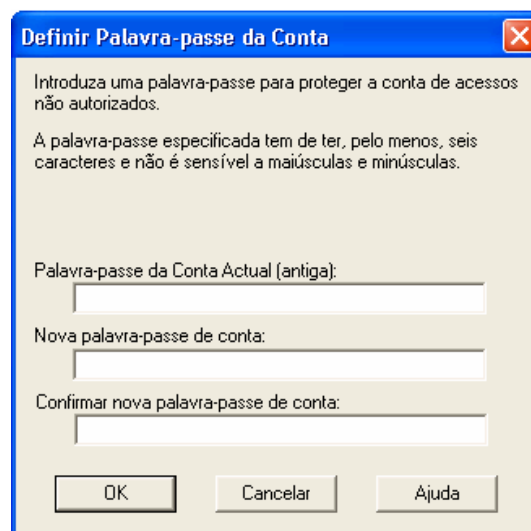 Definir Palavra-passe da Conta
Introduza uma palavra-passe para proteger a conta de acessos
não autorizados.
A palavra-passe especificada tem de ter, pelo menos, seis
caracteres e não é sensível a maiúsculas e minúsculas.
Palavra-passe da Conta Actual (antiga):
Nova palavra-passe de conta:
Confirmar nova palavra-passe de conta:
OK Cancelar Ajuda